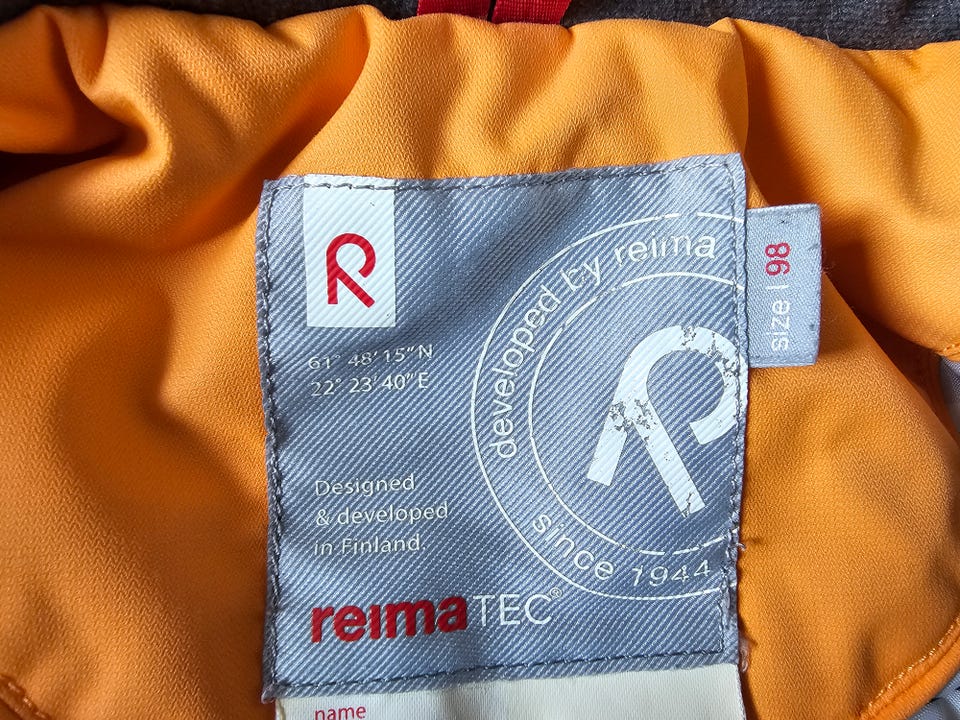 R
61° 48' 15" N
22° 23' 40" E
Designed
& developed
in Finland.
reimaTEC®
developed by reima
since 1944
R
size | 98
name